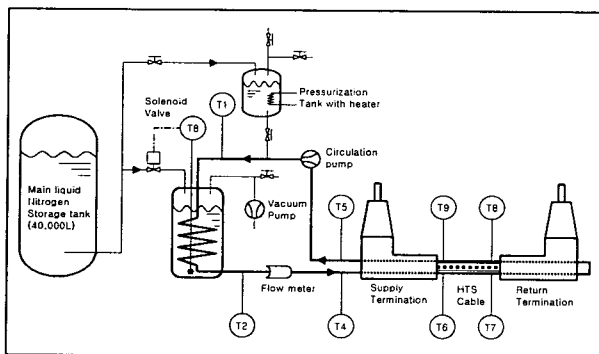 Pressurization
Tank with heater
Solenoid
Valve
T8
T1
Circulation
pump
Main liquid
Nitrogen
Storage tank
(40,000L)
Vacuum
Pump
T5
T9
T8
Flow meter
Supply
Termination
HTS
Cable
Return
Termination
T2
T4
T6
T7